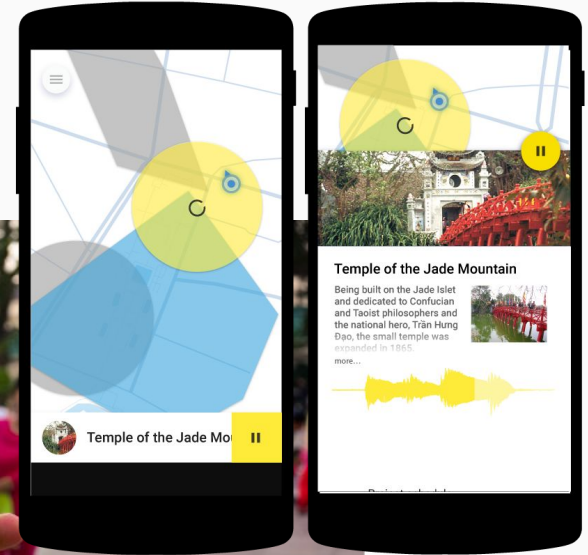 Temple of the Jade Mou
Temple of the Jade Mountain
Being built on the Jade Islet
and dedicated to Confucian
and Taoist philosophers and
the national hero, Trần Hưng
Đạo, the small temple was
expanded in 1865.
more...